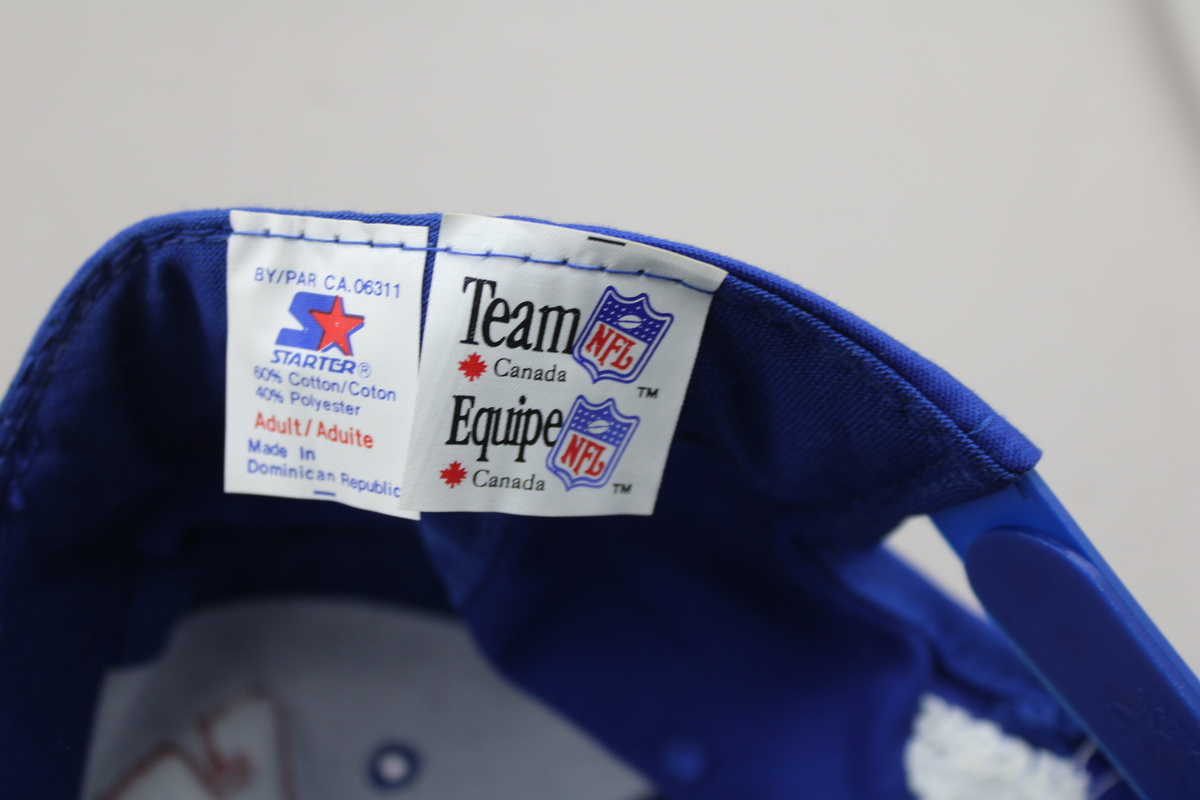 BY/PAR CA.06311
STARTER®
60% Cotton/Coton
40% Polyester
Adult/Aduite
Made In
Dominican Republic
Team NFL
Canada TM
Equipe NFL
Canada TM